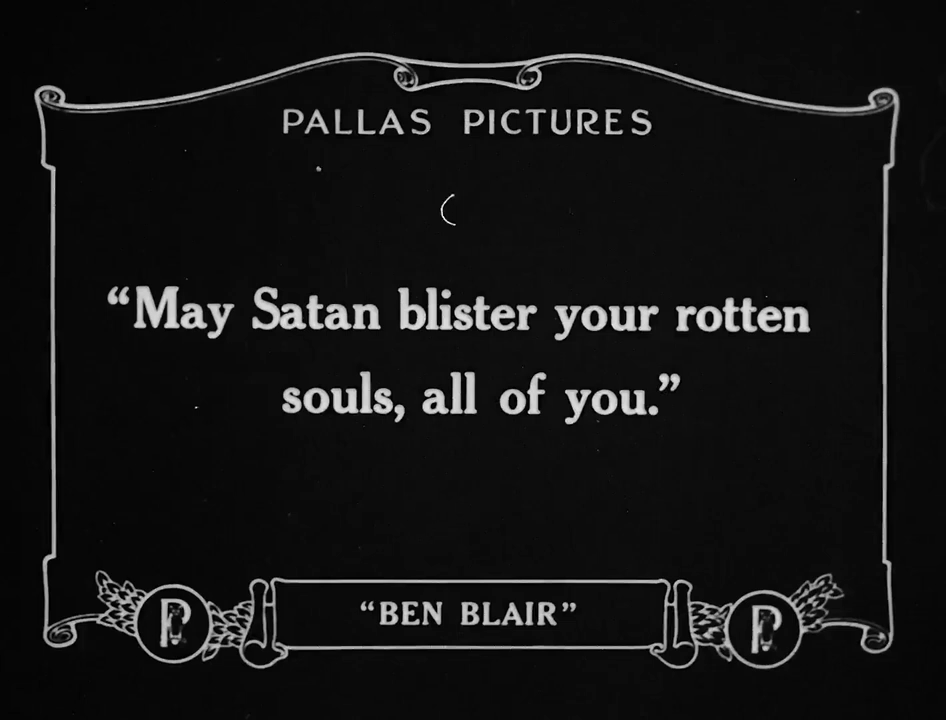 PALLAS PICTURES
“May Satan blister your rotten
souls, all of you.”
“BEN BLAIR”
P P